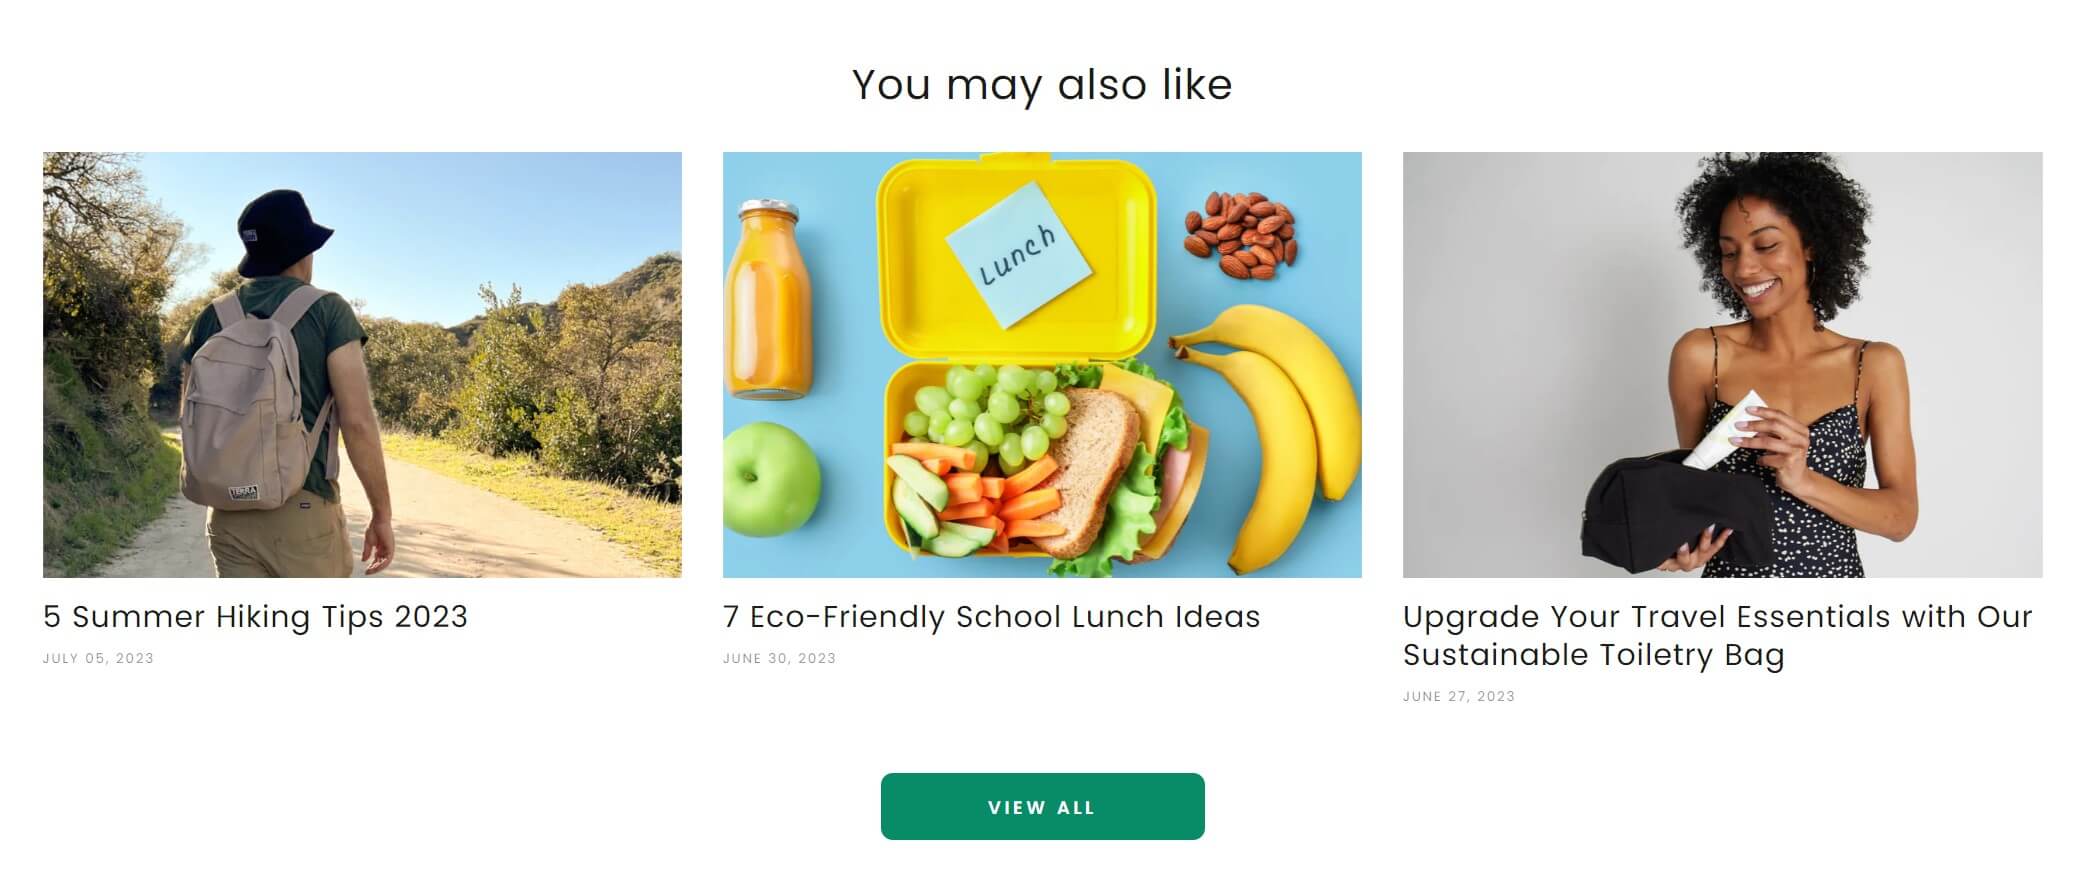 You may also like
Lunch
TERRA
5 Summer Hiking Tips 2023
JULY 05, 2023
7 Eco-Friendly School Lunch Ideas
JUNE 30, 2023
Upgrade Your Travel Essentials with Our
Sustainable Toiletry Bag
JUNE 27, 2023
VIEW ALL